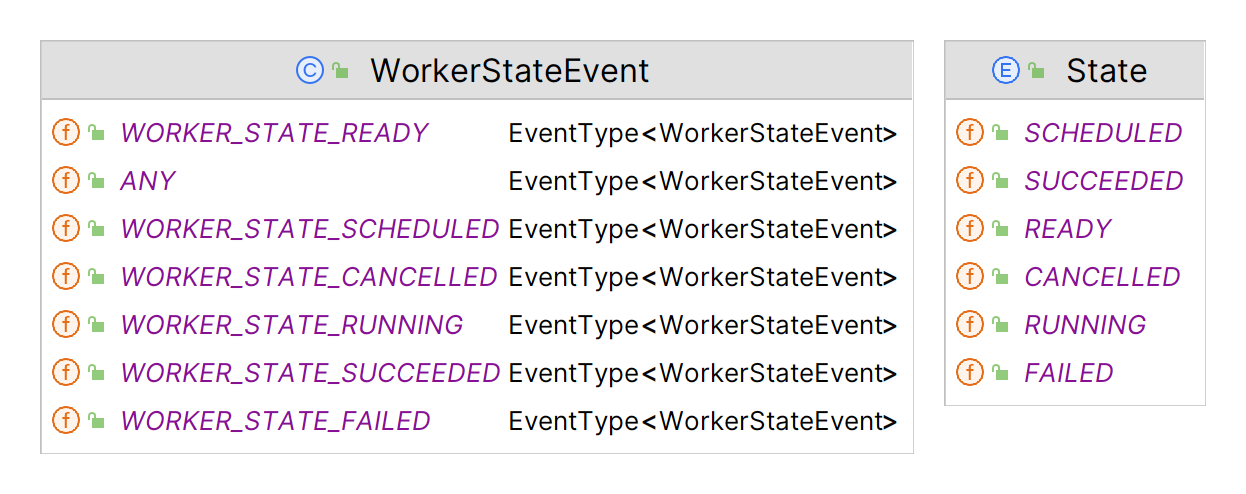 C WorkerStateEvent
f WORKER_STATE_READY EventType<WorkerStateEvent>
f ANY EventType<WorkerStateEvent>
f WORKER_STATE_SCHEDULED EventType<WorkerStateEvent>
f WORKER_STATE_CANCELLED EventType<WorkerStateEvent>
f WORKER_STATE_RUNNING EventType<WorkerStateEvent>
f WORKER_STATE_SUCCEEDED EventType<WorkerStateEvent>
f WORKER_STATE_FAILED EventType<WorkerStateEvent>
E State
f SCHEDULED
f SUCCEEDED
f READY
f CANCELLED
f RUNNING
f FAILED